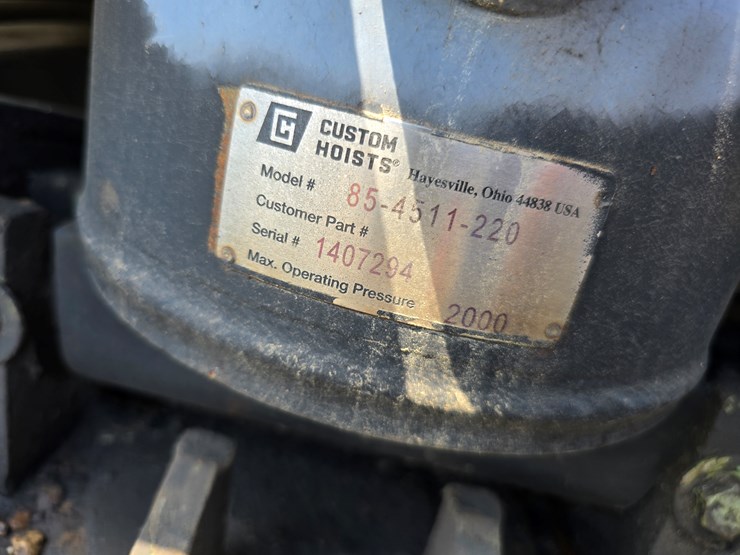 CUSTOM
HOISTS® Hayesville, Ohio 44838 USA
Model # 85-4511-220
Customer Part #
Serial # 1407294
Max. Operating Pressure 2000